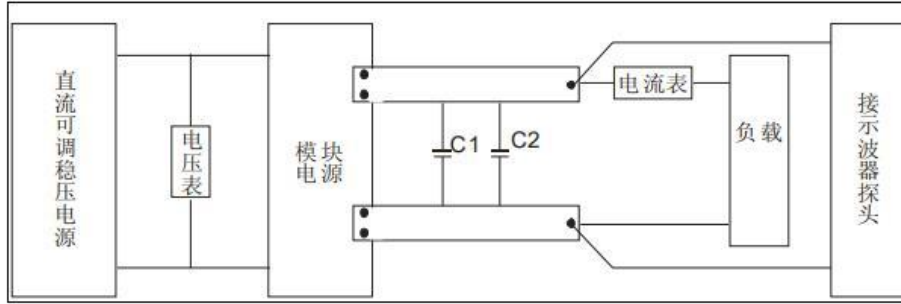 直流可调稳压电源
电压表
模块
电源
C1
C2
电流表
负载
接示波器探头